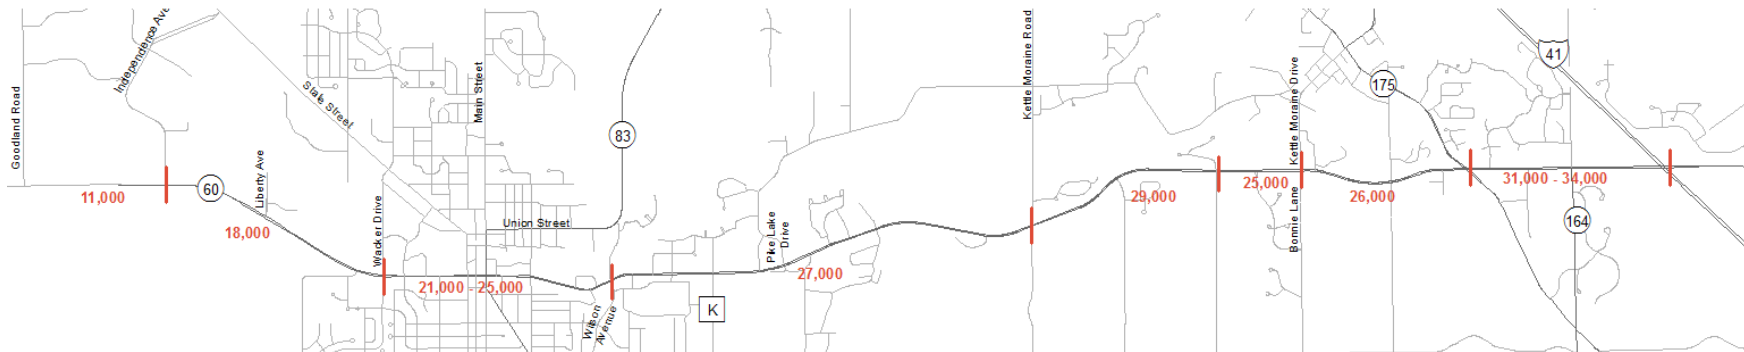 Goodland Road
Independence Ave
State Street
Main Street
83
Kettle Moraine Road
Kettle Moraine Drive
175
41
11,000
60
Liberty Ave
18,000
Wacker Drive
Union Street
21,000 - 25,000
Wilson
Avenue
K
Pike Lake
Drive
27,000
29,000
25,000
Bonnie Lane
26,000
31,000 - 34,000
164